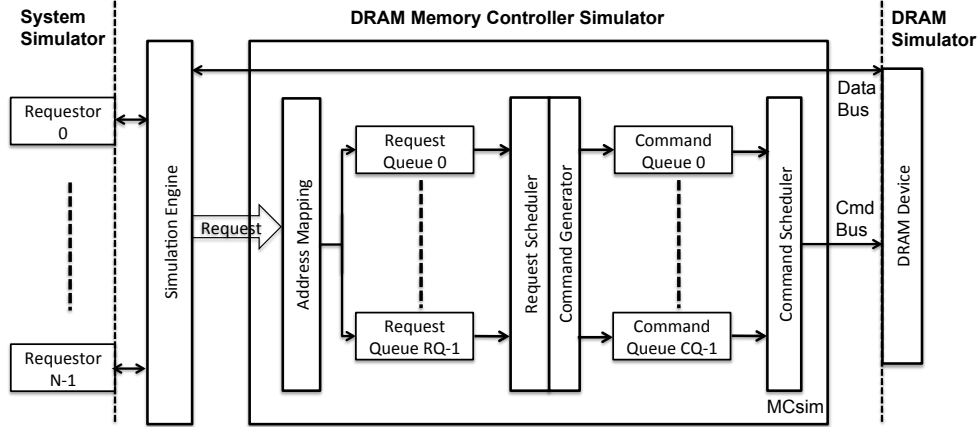 System
Simulator
DRAM Memory Controller Simulator
DRAM
Simulator
Requestor
0
Requestor
N-1
Simulation Engine
Request
Address Mapping
Request
Queue 0
Request
Queue RQ-1
Request Scheduler
Command Generator
Command
Queue 0
Command
Queue CQ-1
Command Scheduler
MCsim
Data
Bus
Cmd
Bus
DRAM Device